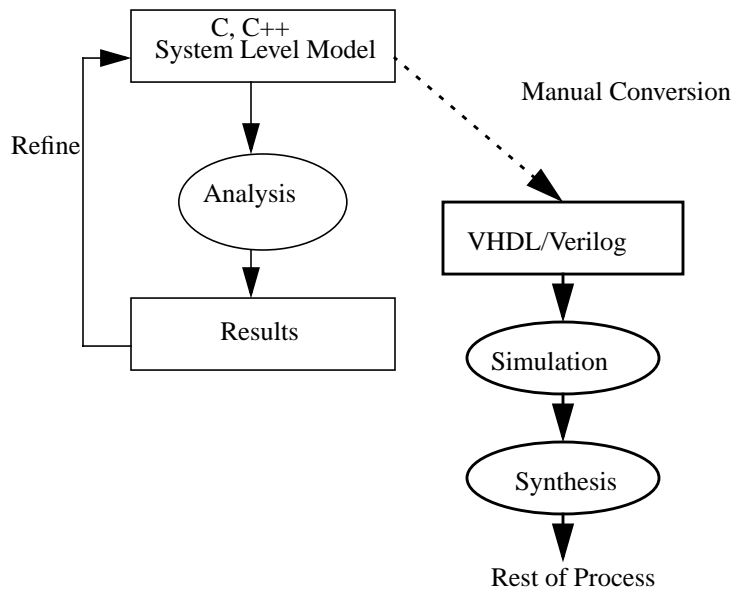 C, C++
System Level Model
Manual Conversion
Refine
Analysis
VHDL/Verilog
Results
Simulation
Synthesis
Rest of Process